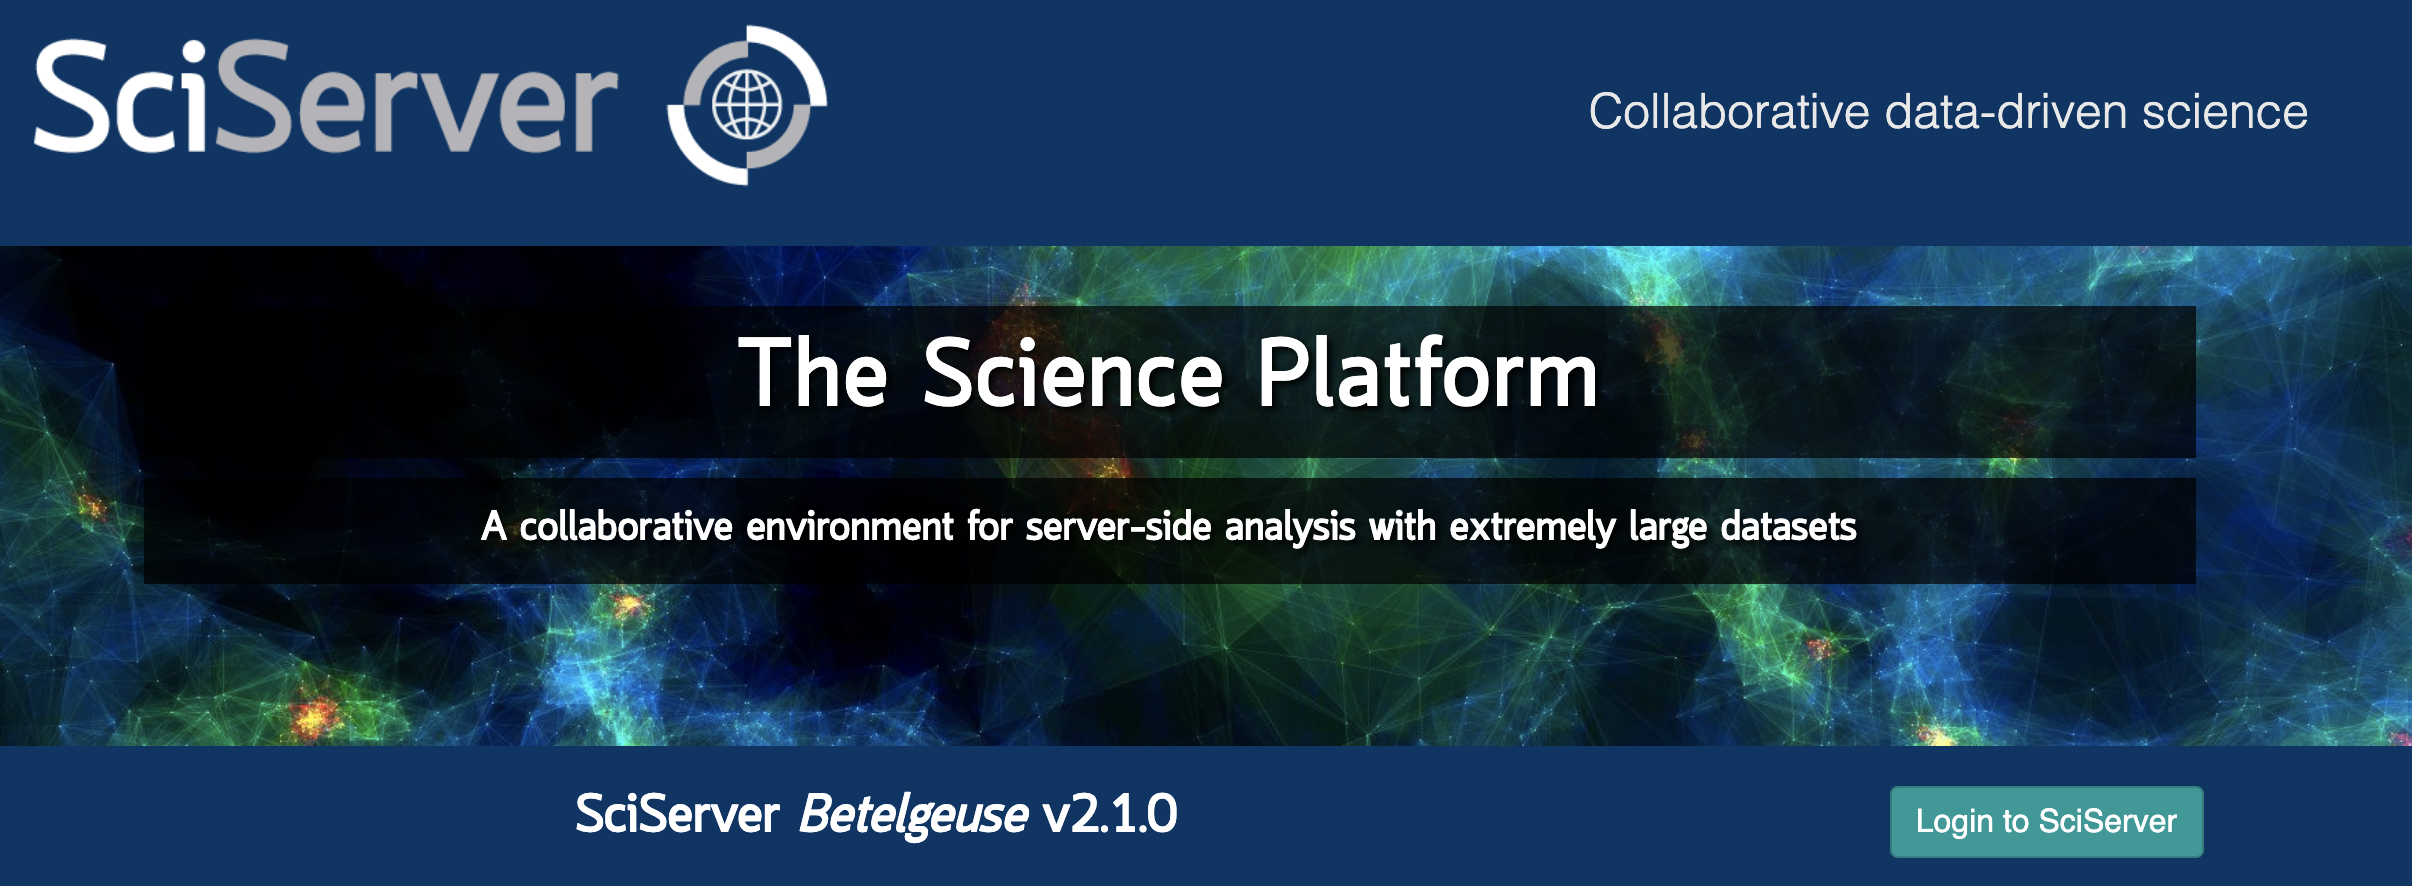 SciServer
Collaborative data-driven science
The Science Platform
A collaborative environment for server-side analysis with extremely large datasets
SciServer Betelgeuse v2.1.0
Login to SciServer